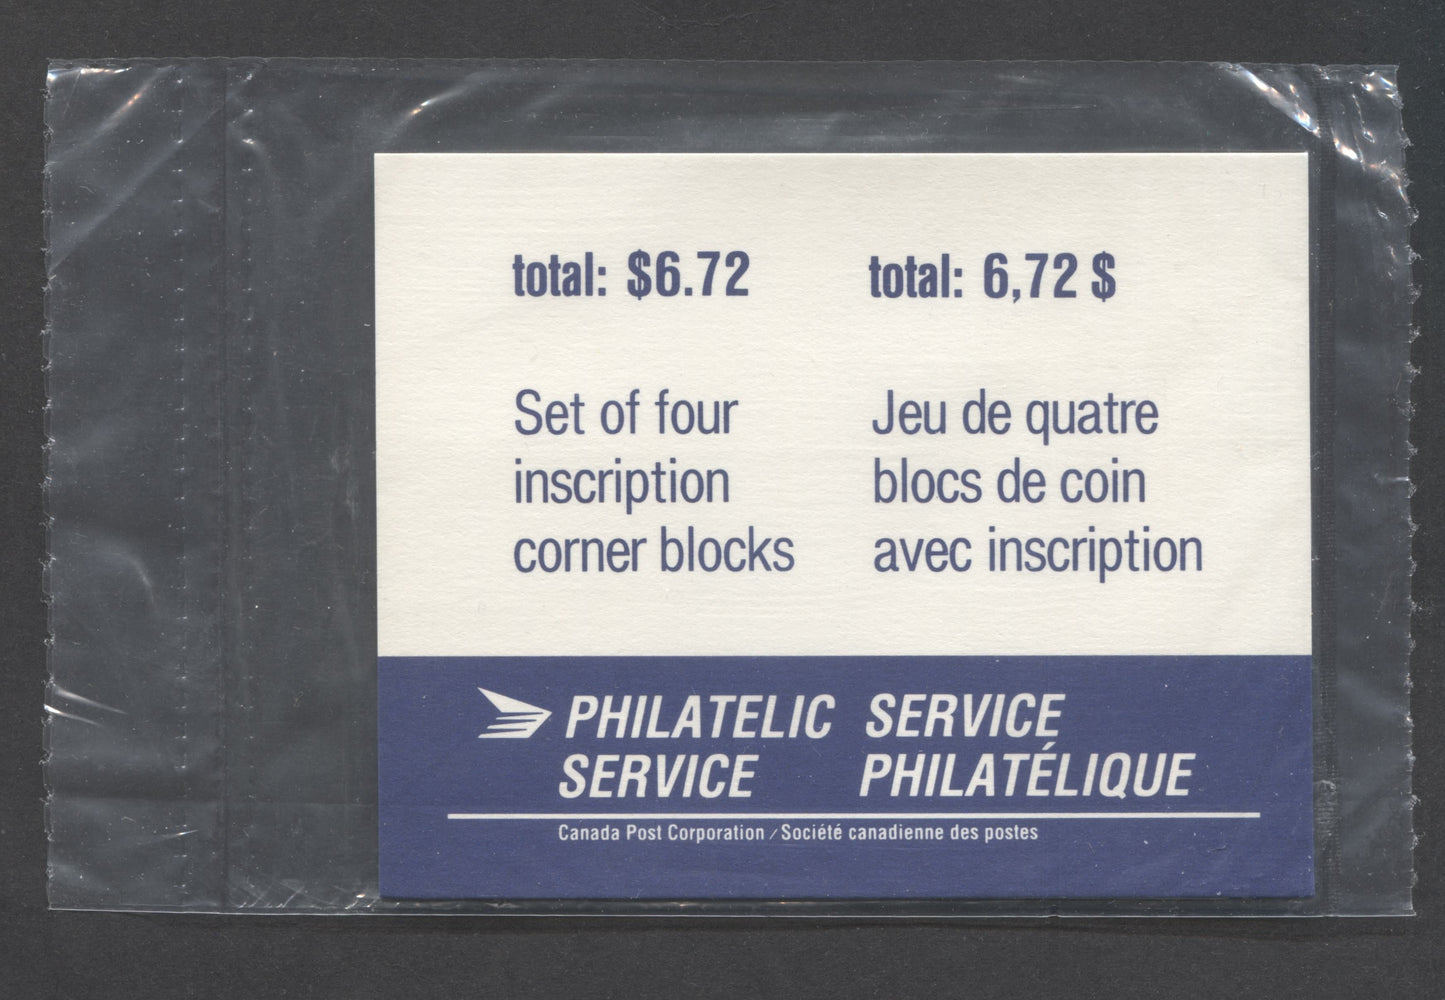 total: $6.72
Set of four
inscription
corner blocks
total: 6,72 $
Jeu de quatre
blocs de coin
avec inscription
PHILATELIC
SERVICE
SERVICE
PHILATÉLIQUE
Canada Post Corporation / Société canadienne des postes